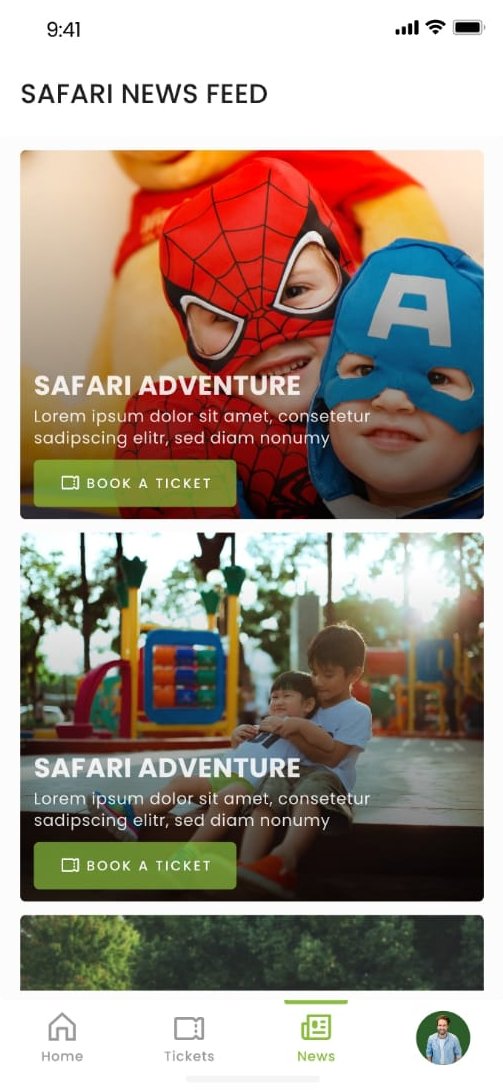 9:41
SAFARI NEWS FEED
A
SAFARI ADVENTURE
Lorem ipsum dolor sit amet, consetetur
sadipscing elitr, sed diam nonumy
BOOK A TICKET
SAFARI ADVENTURE
Lorem ipsum dolor sit amet, consetetur
sadipscing elitr, sed diam nonumy
BOOK A TICKET
Home
Tickets
News